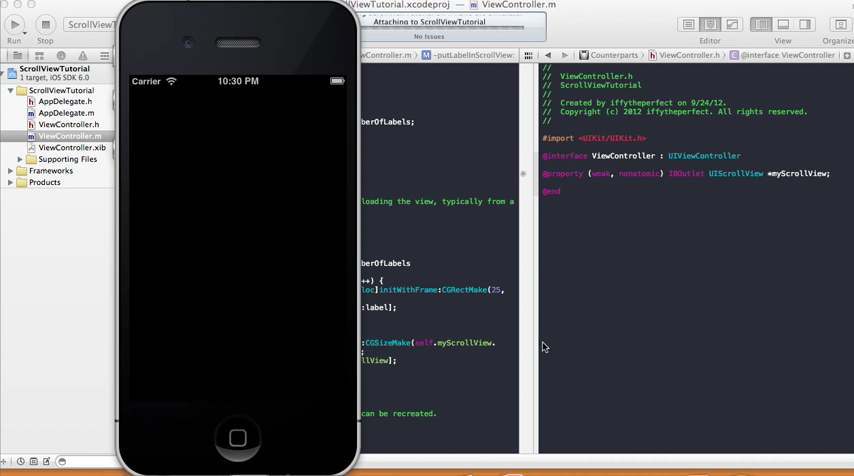 llViewTutorial.xcodeproj — ViewController.m
Run Stop ScrollView
Attaching to ScrollViewTutorial
No Issues
Editor View Organize
ScrollViewTutorial
1 target, iOS SDK 6.0
ScrollViewTutorial
AppDelegate.h
AppDelegate.m
ViewController.h
ViewController.m
ViewController.xib
Supporting Files
Frameworks
Products
Carrier 10:30 PM
ewController.m -putLabelInScrollView:
berOfLabels;
loading the view, typically from a
berOfLabels
++) {
loc]initWithFrame:CGRectMake(25,
:label];
:CGSizeMake(self.myScrollView.
;
llView];
can be recreated.
Counterparts ViewController.h @interface ViewController
//
// ViewController.h
// ScrollViewTutorial
//
// Created by iffytheperfect on 9/24/12.
// Copyright (c) 2012 iffytheperfect. All rights reserved.
//
#import <UIKit/UIKit.h>
@interface ViewController : UIViewController
@property (weak, nonatomic) IBOutlet UIScrollView *myScrollView;
@end